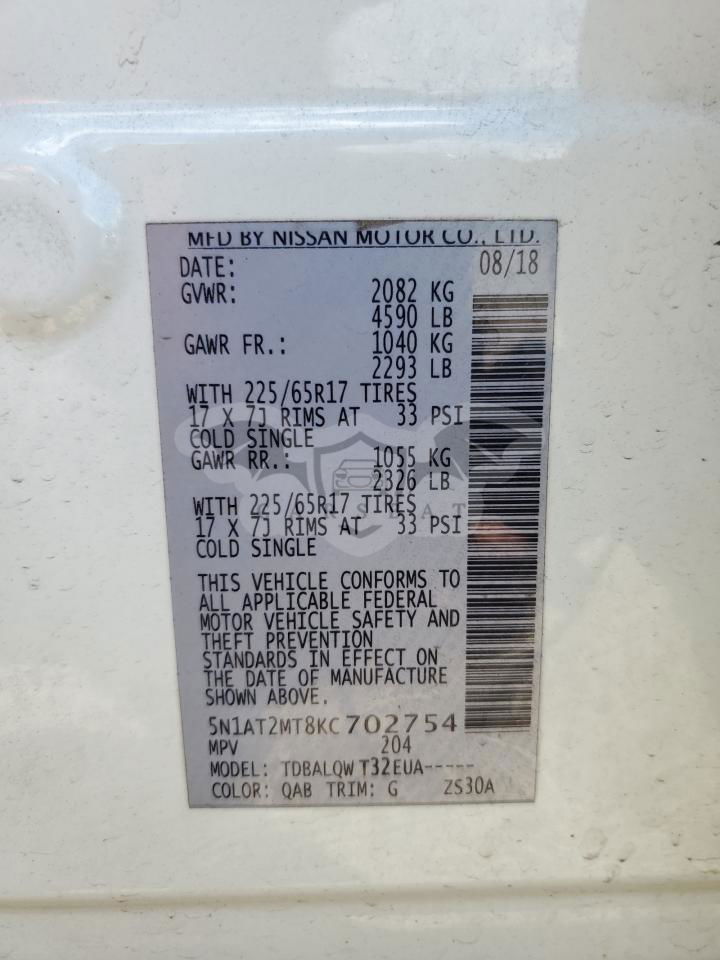 MFD BY NISSAN MOTOR CO., LTD.
DATE: 08/18
GVWR: 2082 KG
4590 LB
GAWR FR.: 1040 KG
2293 LB
WITH 225/65R17 TIRES
17 X 7J RIMS AT 33 PSI
COLD SINGLE
GAWR RR.: 1055 KG
2326 LB
WITH 225/65R17 TIRES
17 X 7J RIMS AT 33 PSI
COLD SINGLE
THIS VEHICLE CONFORMS TO
ALL APPLICABLE FEDERAL
MOTOR VEHICLE SAFETY AND
THEFT PREVENTION
STANDARDS IN EFFECT ON
THE DATE OF MANUFACTURE
SHOWN ABOVE.
5N1AT2MT8KC702754
MPV 204
MODEL: TDBALQW T32EUA-----
COLOR: QAB TRIM: G ZS30A